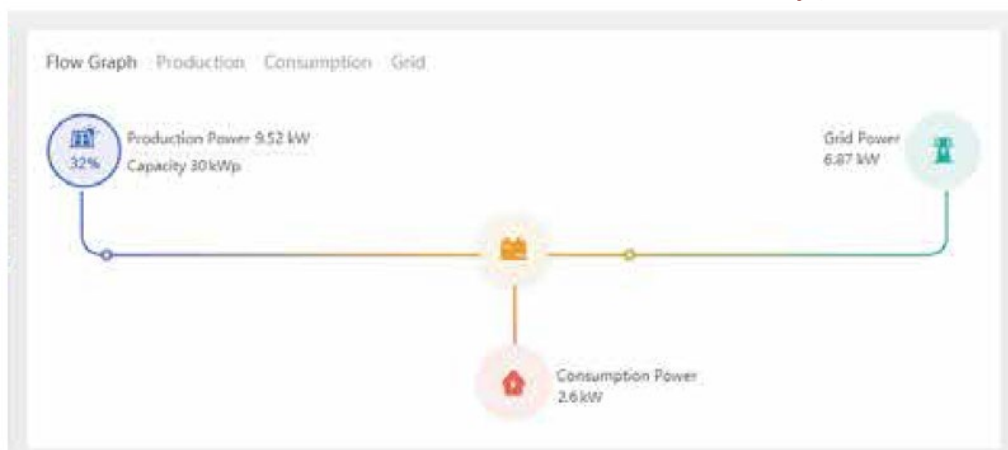 Flow Graph Production Consumption Grid
Production Power 9.52 kW
Capacity 30 kWp
32%
Grid Power
6.87 kW
Consumption Power
2.6 kW